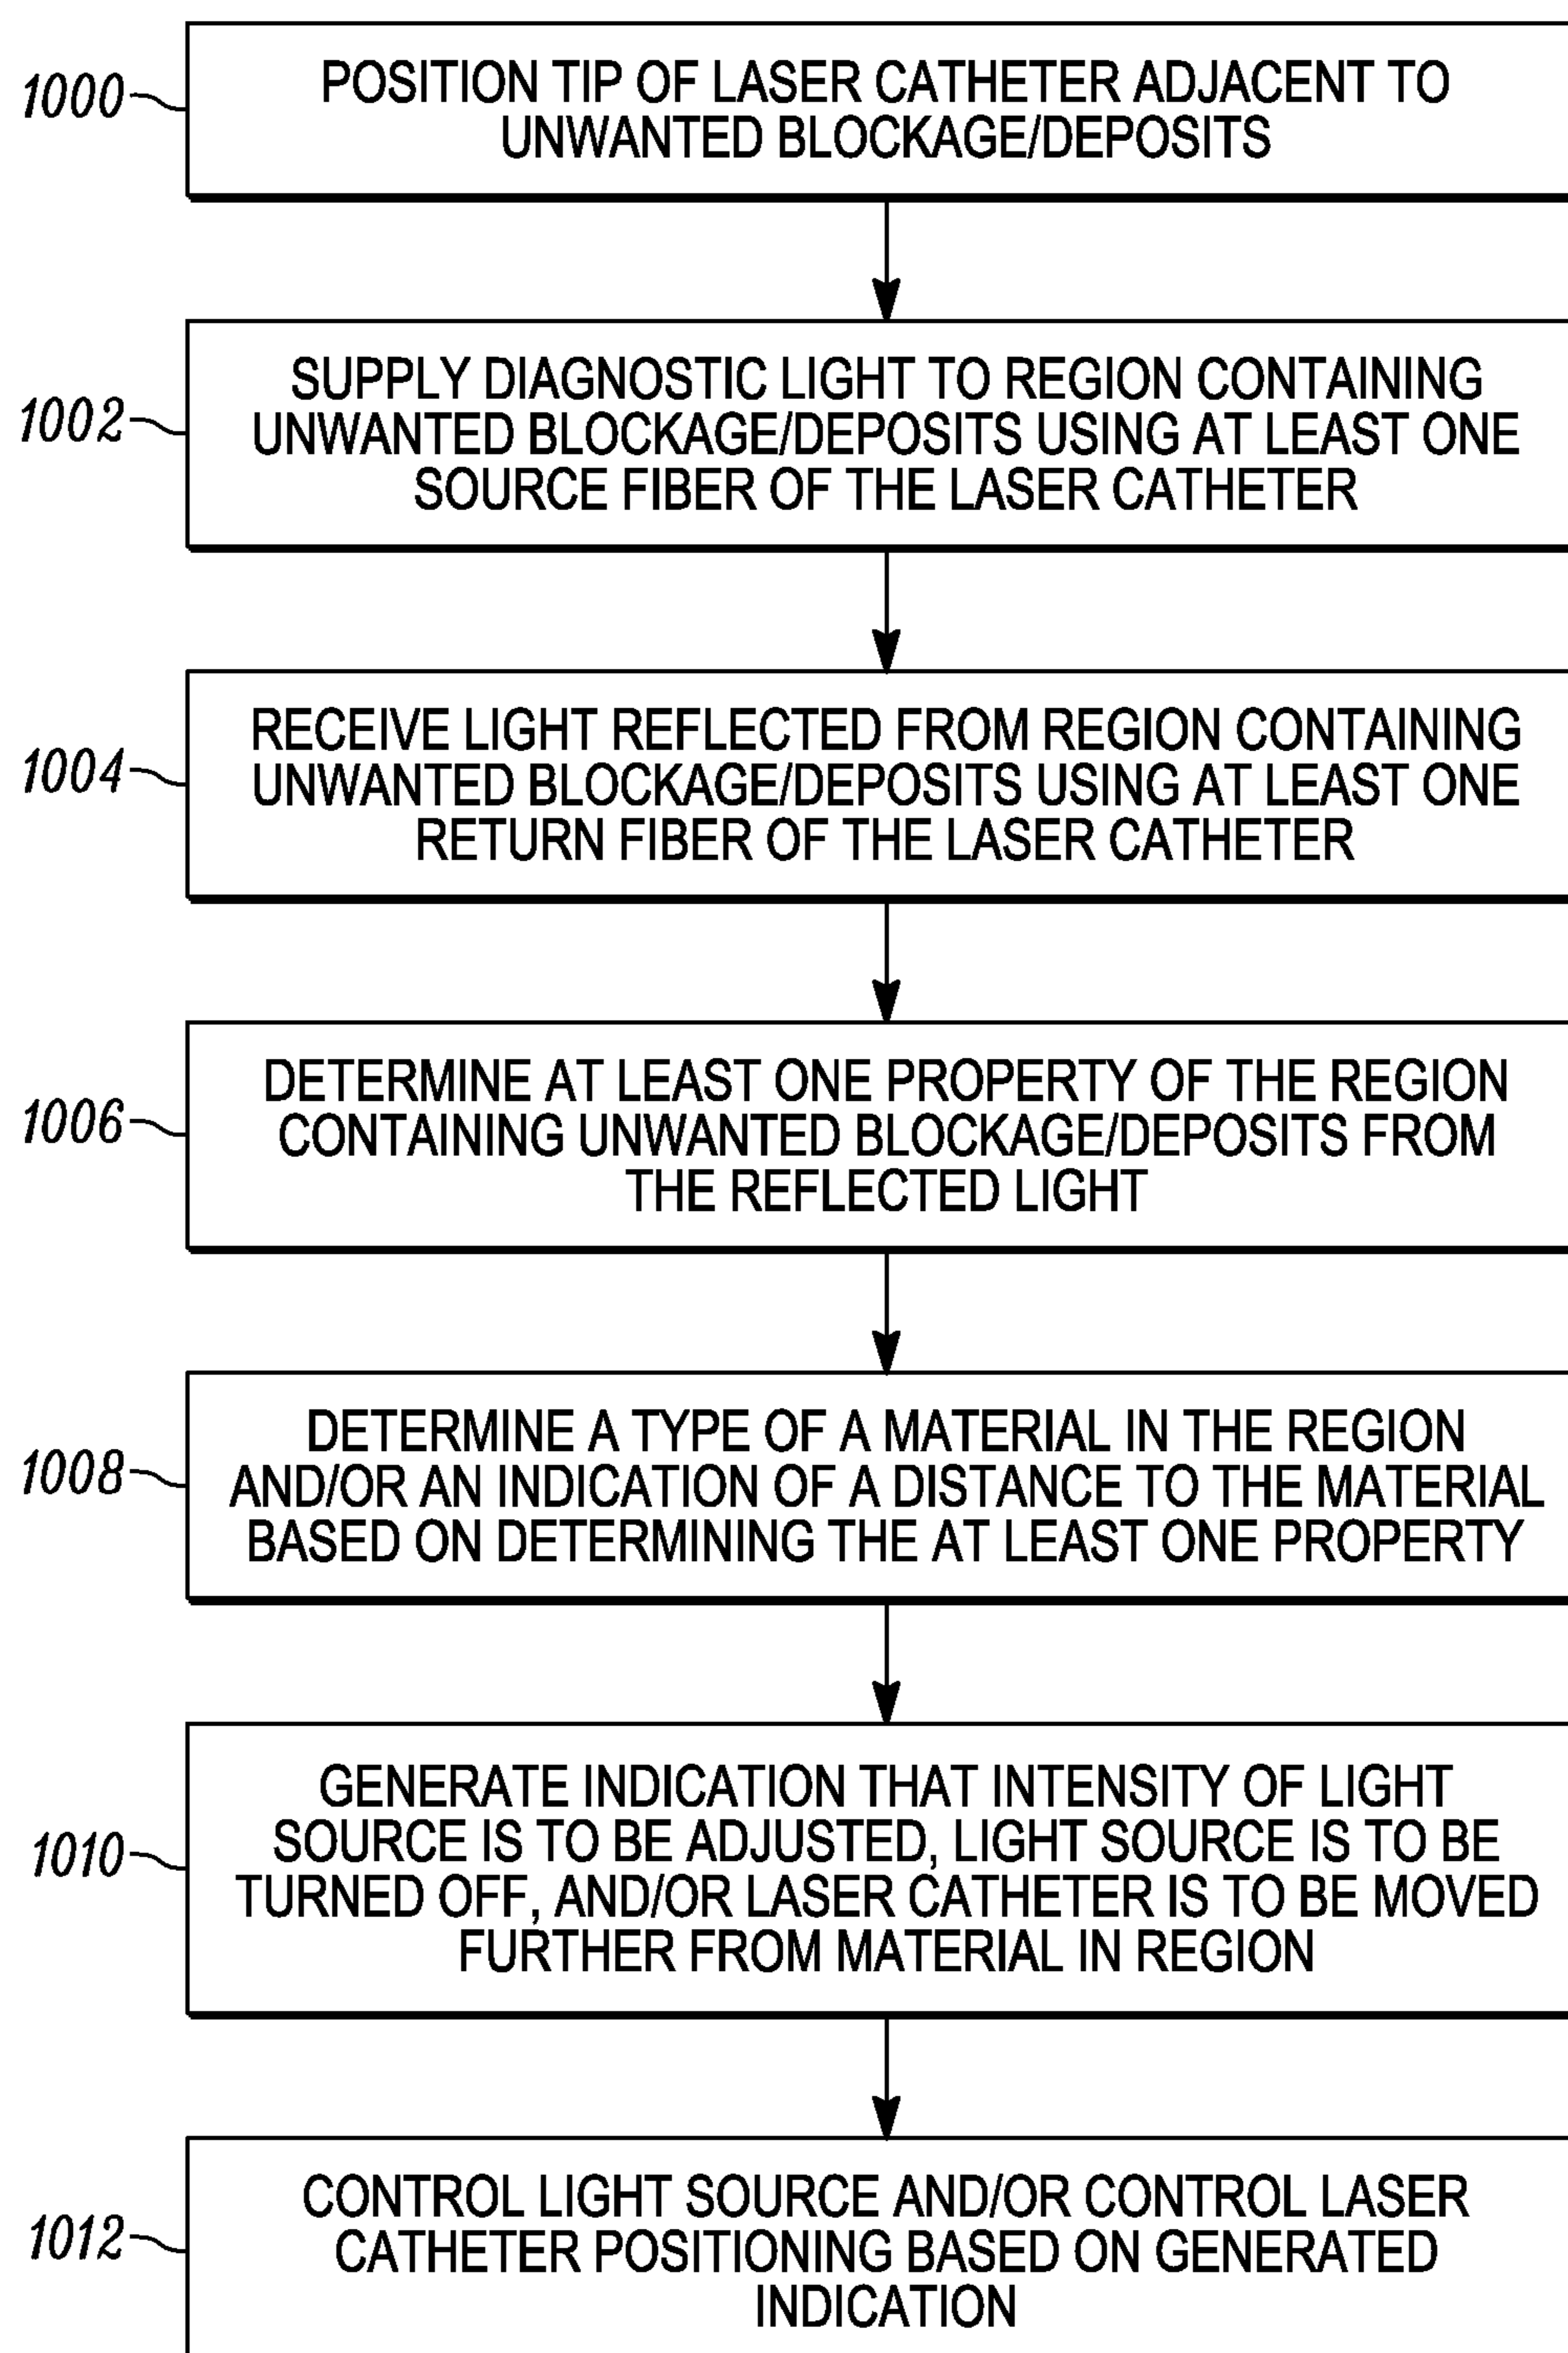 1000
POSITION TIP OF LASER CATHETER ADJACENT TO
UNWANTED BLOCKAGE/DEPOSITS
1002
SUPPLY DIAGNOSTIC LIGHT TO REGION CONTAINING
UNWANTED BLOCKAGE/DEPOSITS USING AT LEAST ONE
SOURCE FIBER OF THE LASER CATHETER
1004
RECEIVE LIGHT REFLECTED FROM REGION CONTAINING
UNWANTED BLOCKAGE/DEPOSITS USING AT LEAST ONE
RETURN FIBER OF THE LASER CATHETER
1006
DETERMINE AT LEAST ONE PROPERTY OF THE REGION
CONTAINING UNWANTED BLOCKAGE/DEPOSITS FROM
THE REFLECTED LIGHT
1008
DETERMINE A TYPE OF A MATERIAL IN THE REGION
AND/OR AN INDICATION OF A DISTANCE TO THE MATERIAL
BASED ON DETERMINING THE AT LEAST ONE PROPERTY
1010
GENERATE INDICATION THAT INTENSITY OF LIGHT
SOURCE IS TO BE ADJUSTED, LIGHT SOURCE IS TO BE
TURNED OFF, AND/OR LASER CATHETER IS TO BE MOVED
FURTHER FROM MATERIAL IN REGION
1012
CONTROL LIGHT SOURCE AND/OR CONTROL LASER
CATHETER POSITIONING BASED ON GENERATED
INDICATION